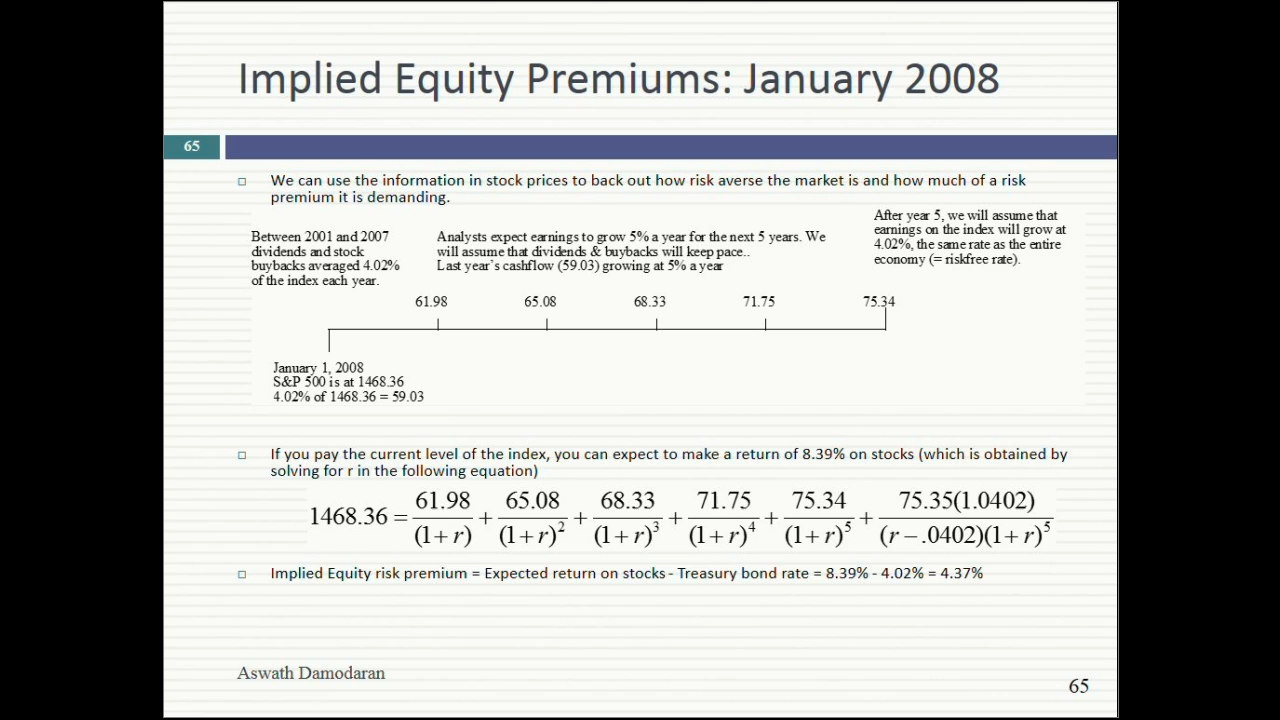 Implied Equity Premiums: January 2008
65
□ We can use the information in stock prices to back out how risk averse the market is and how much of a risk
premium it is demanding.
Between 2001 and 2007
dividends and stock
buybacks averaged 4.02%
of the index each year.
Analysts expect earnings to grow 5% a year for the next 5 years. We
will assume that dividends & buybacks will keep pace..
Last year's cashflow (59.03) growing at 5% a year
After year 5, we will assume that
earnings on the index will grow at
4.02%, the same rate as the entire
economy (= riskfree rate).
61.98 65.08 68.33 71.75 75.34
January 1, 2008
S&P 500 is at 1468.36
4.02% of 1468.36 = 59.03
□ If you pay the current level of the index, you can expect to make a return of 8.39% on stocks (which is obtained by
solving for r in the following equation)
1468.36 = 61.98/(1+r) + 65.08/(1+r)² + 68.33/(1+r)³ + 71.75/(1+r)⁴ + 75.34/(1+r)⁵ + 75.35(1.0402)/((r−.0402)(1+r)⁵)
□ Implied Equity risk premium = Expected return on stocks - Treasury bond rate = 8.39% - 4.02% = 4.37%
Aswath Damodaran
65